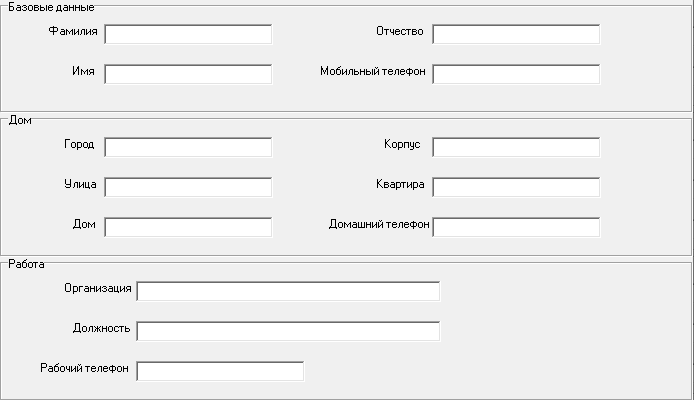 Базовые данные
Фамилия Отчество
Имя Мобильный телефон
Дом
Город Корпус
Улица Квартира
Дом Домашний телефон
Работа
Организация
Должность
Рабочий телефон